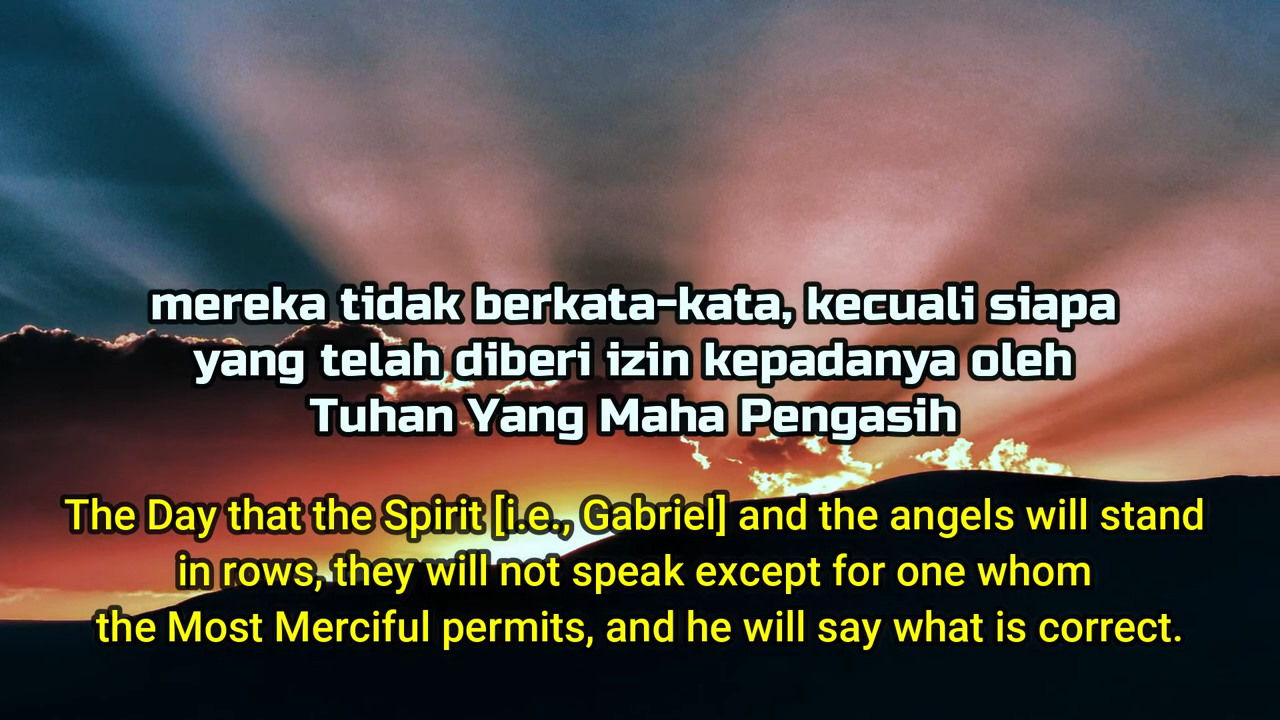 mereka tidak berkata-kata, kecuali siapa
yang telah diberi izin kepadanya oleh
Tuhan Yang Maha Pengasih
The Day that the Spirit [i.e., Gabriel] and the angels will stand
in rows, they will not speak except for one whom
the Most Merciful permits, and he will say what is correct.